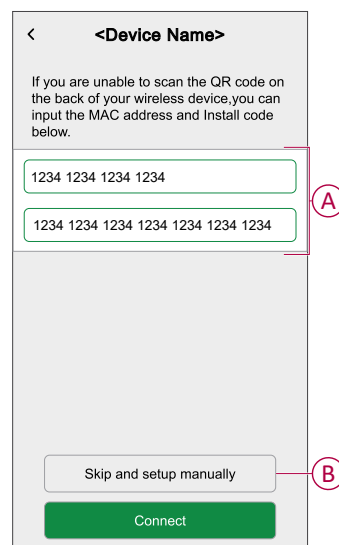 <Device Name>
If you are unable to scan the QR code on
the back of your wireless device,you can
input the MAC address and Install code
below.
1234 1234 1234 1234
1234 1234 1234 1234 1234 1234 1234
A
Skip and setup manually
B
Connect